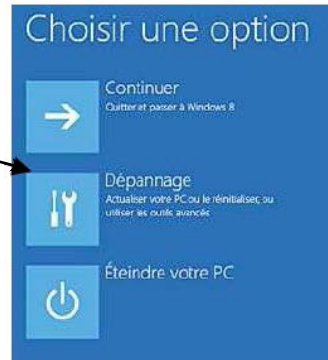 Choisir une option
Continuer
Quitter et passer à Windows 8
Dépannage
Actualiser votre PC ou le réinitialiser, ou
utiliser les outils avancés
Éteindre votre PC